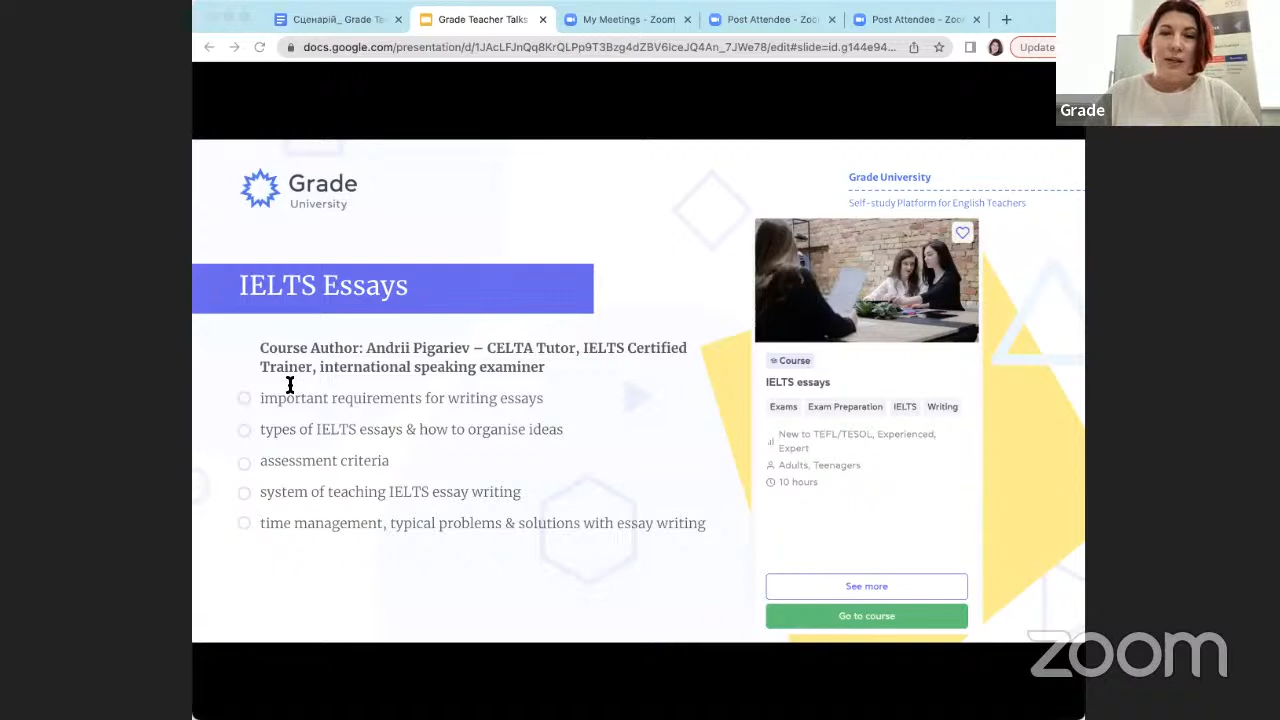 Сценарій_ Grade Te
Grade Teacher Talks
My Meetings - Zoom
Post Attendee - Zoo
Post Attendee - Zoo
docs.google.com/presentation/d/1JAcLFJnQq8KrQLPp9T3Bzg4dZBV6IceJQ4An_7JWe78/edit#slide=id.g144e94...
Update
Grade
Grade
University
Grade University
Self-study Platform for English Teachers
IELTS Essays
Course Author: Andrii Pigariev – CELTA Tutor, IELTS Certified
Trainer, international speaking examiner
important requirements for writing essays
types of IELTS essays & how to organise ideas
assessment criteria
system of teaching IELTS essay writing
time management, typical problems & solutions with essay writing
Course
IELTS essays
Exams Exam Preparation IELTS Writing
New to TEFL/TESOL, Experienced,
Expert
Adults, Teenagers
10 hours
See more
Go to course
zoom